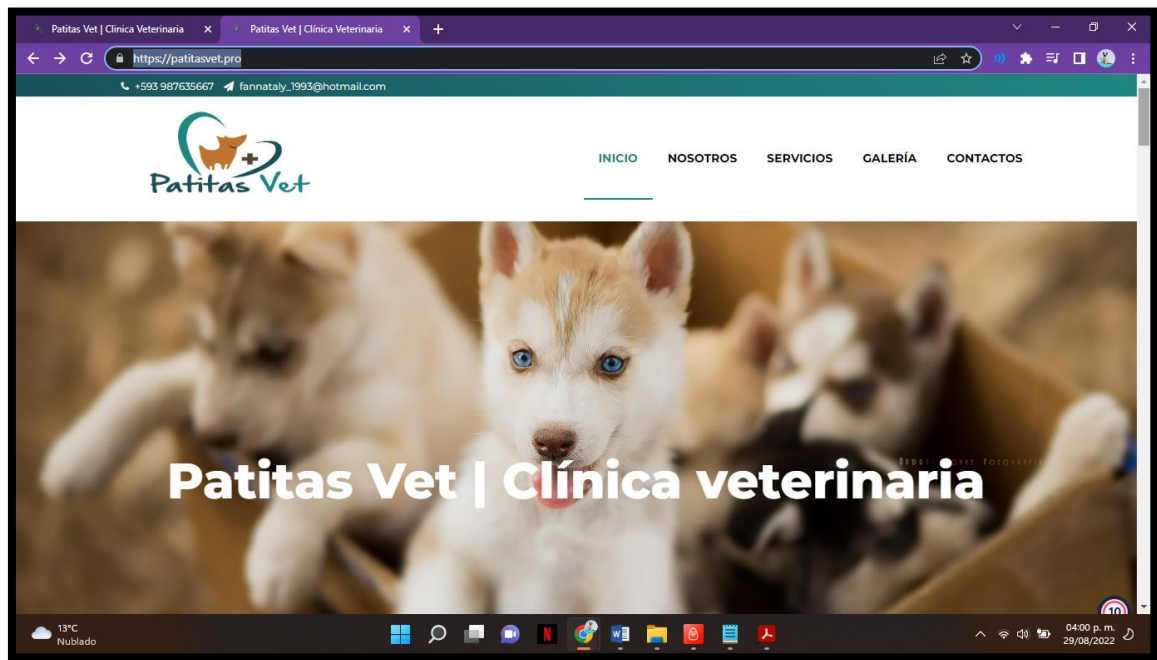 Patitas Vet | Clinica Veterinaria
Patitas Vet | Clínica Veterinaria
https://patitasvet.pro
+593 987635667 fannataly_1993@hotmail.com
Patitas Vet
INICIO NOSOTROS SERVICIOS GALERÍA CONTACTOS
Patitas Vet | Clínica veterinaria
10
13°C
Nublado
04:00 p. m.
29/08/2022